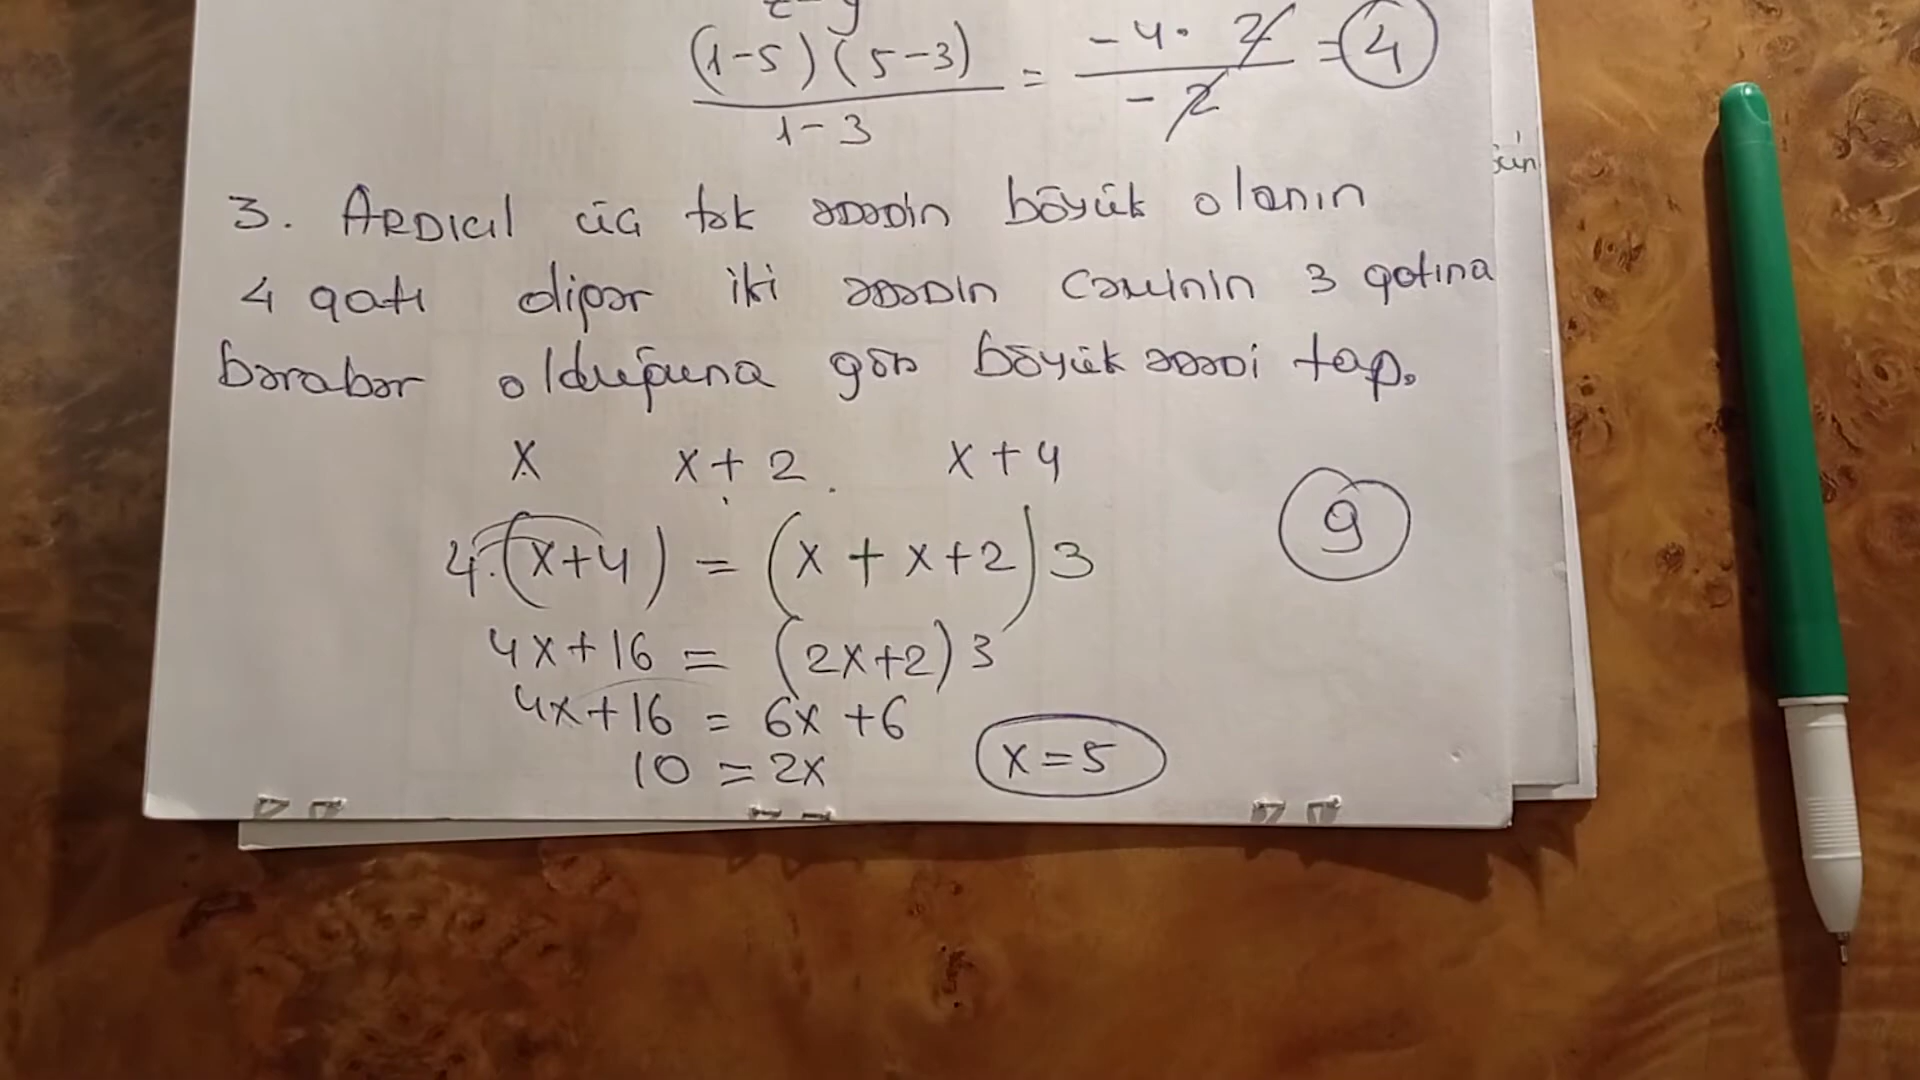 z-y
(1-5)(5-3) / 1-3 = -4·2 / -2 = 4
3. Ardıcıl üç tək ədədin böyük olanın
4 qatı digər iki ədədin cəminin 3 qatına
bərabər olduğuna görə böyük ədədi tap.
x x+2 x+4
4·(x+4) = (x+x+2)3
9
4x+16 = (2x+2)3
4x+16 = 6x+6
10 = 2x
x=5